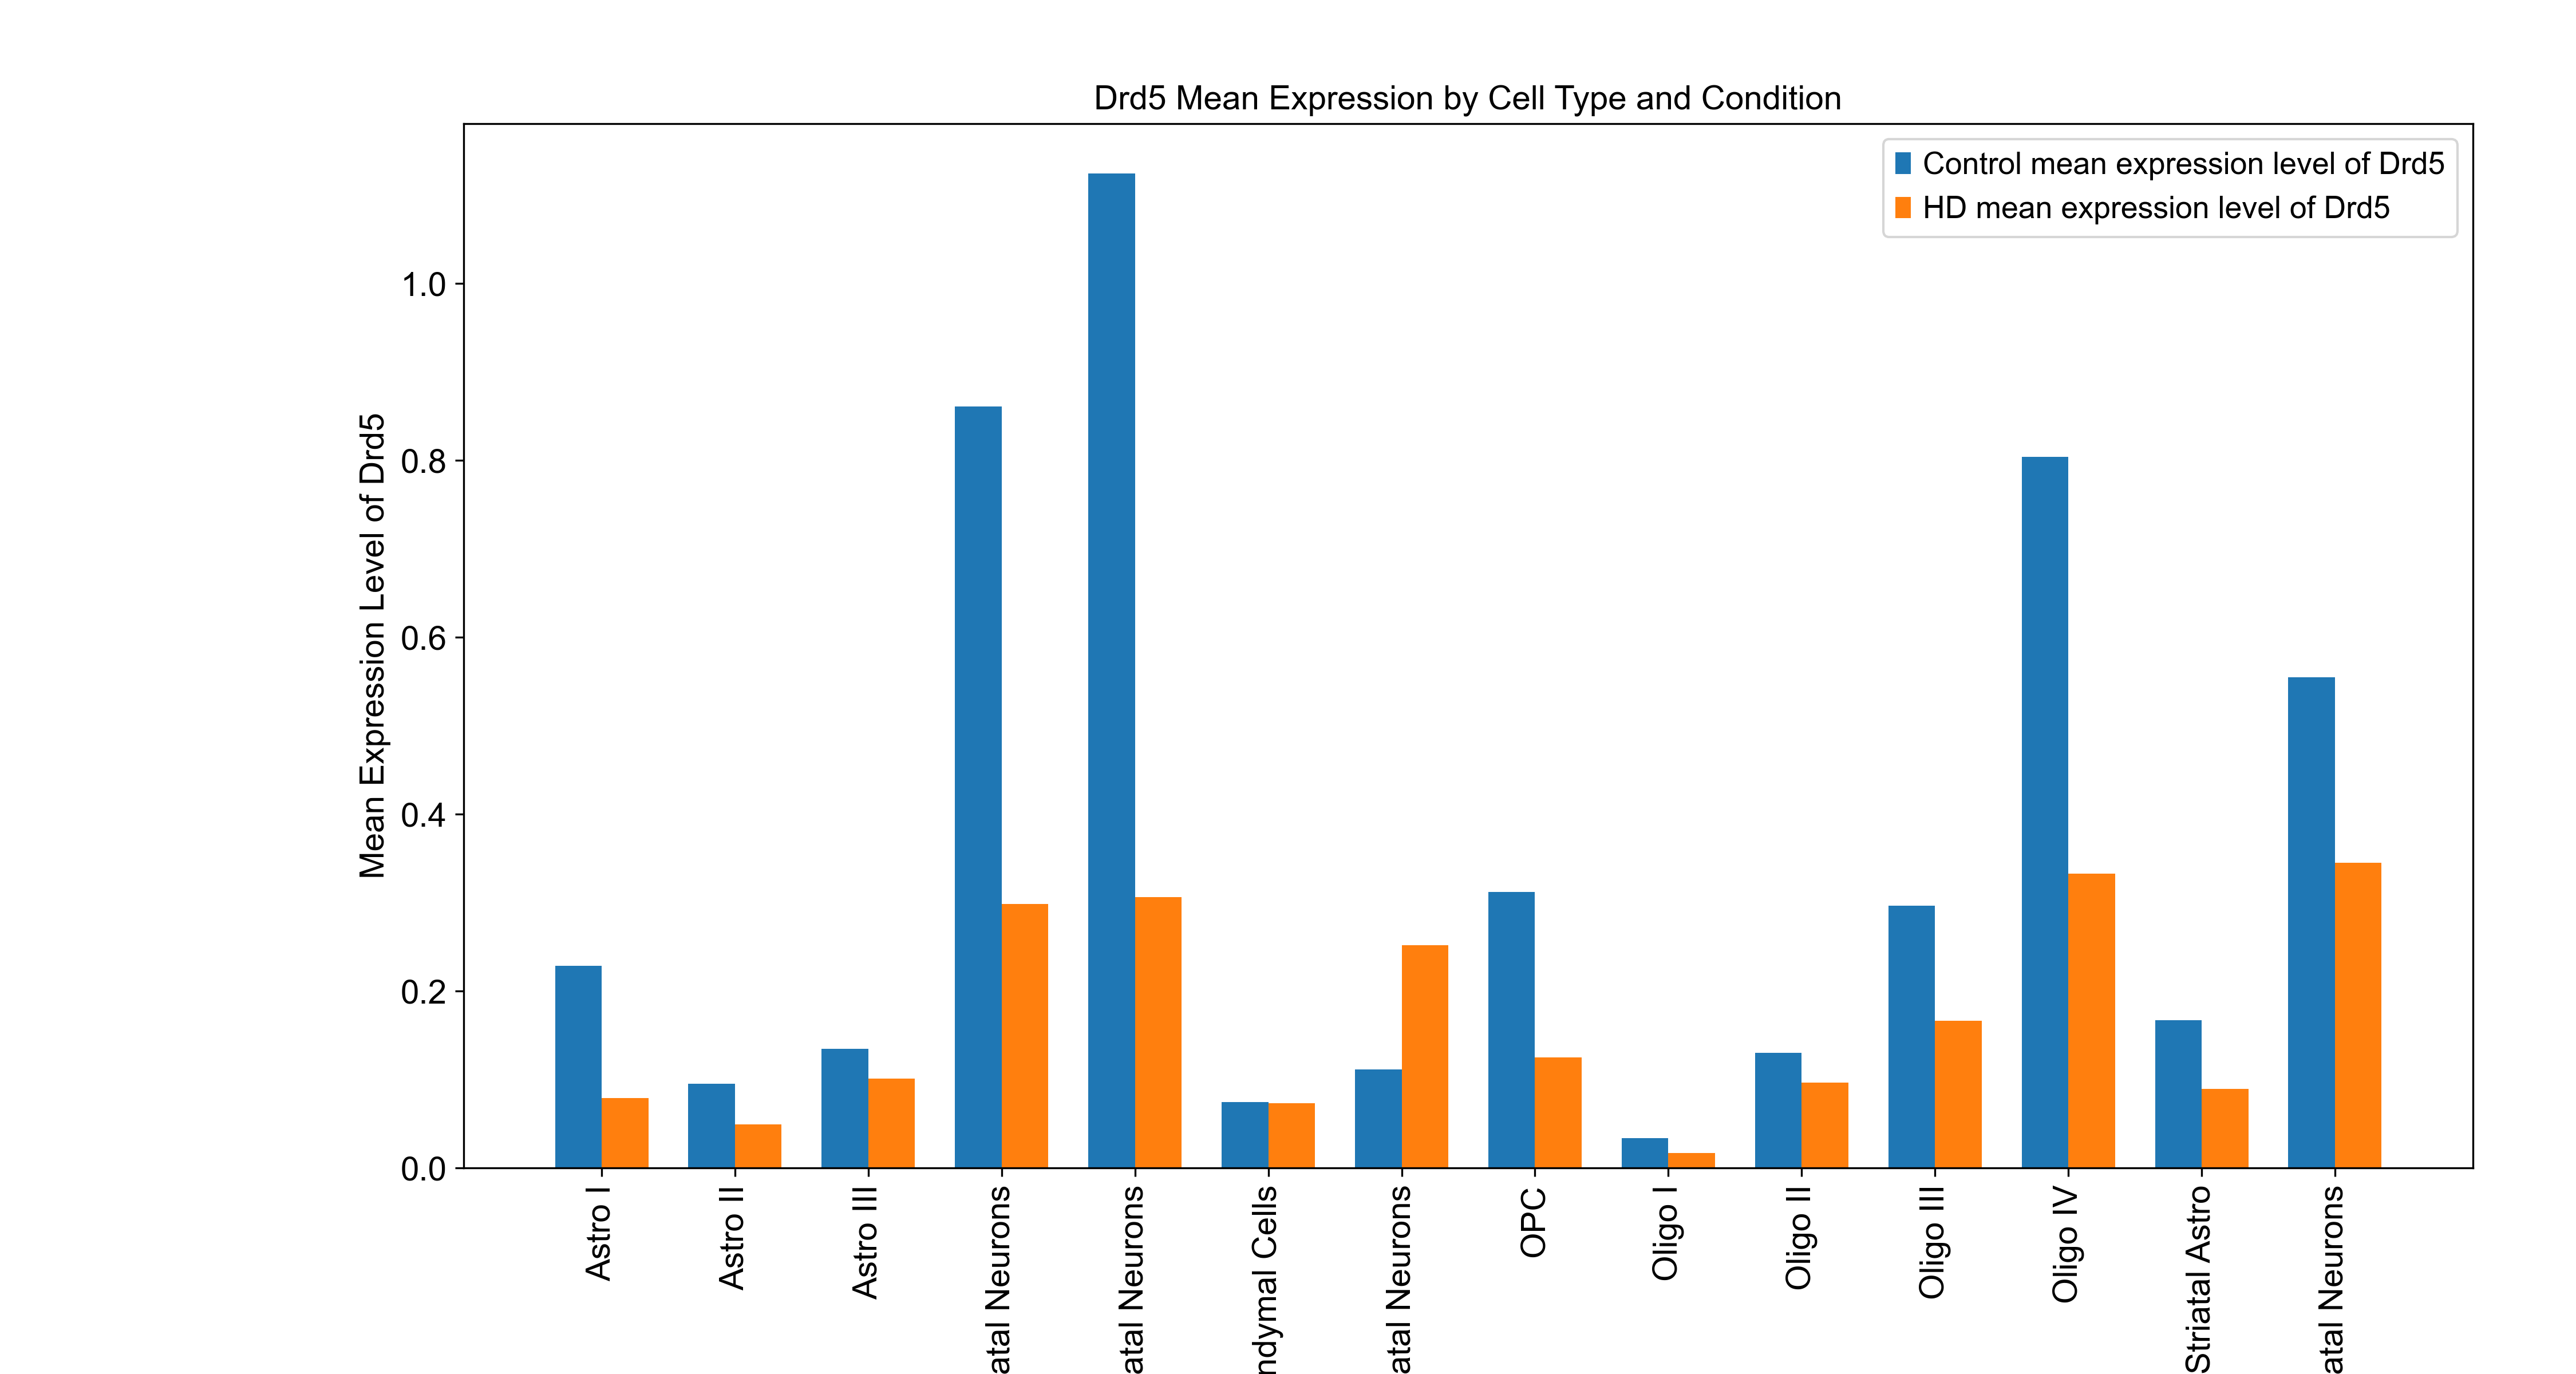 Drd5 Mean Expression by Cell Type and Condition
Control mean expression level of Drd5
HD mean expression level of Drd5
Mean Expression Level of Drd5
1.0
0.8
0.6
0.4
0.2
0.0
Astro I
Astro II
Astro III
atal Neurons
atal Neurons
ndymal Cells
atal Neurons
OPC
Oligo I
Oligo II
Oligo III
Oligo IV
Striatal Astro
atal Neurons